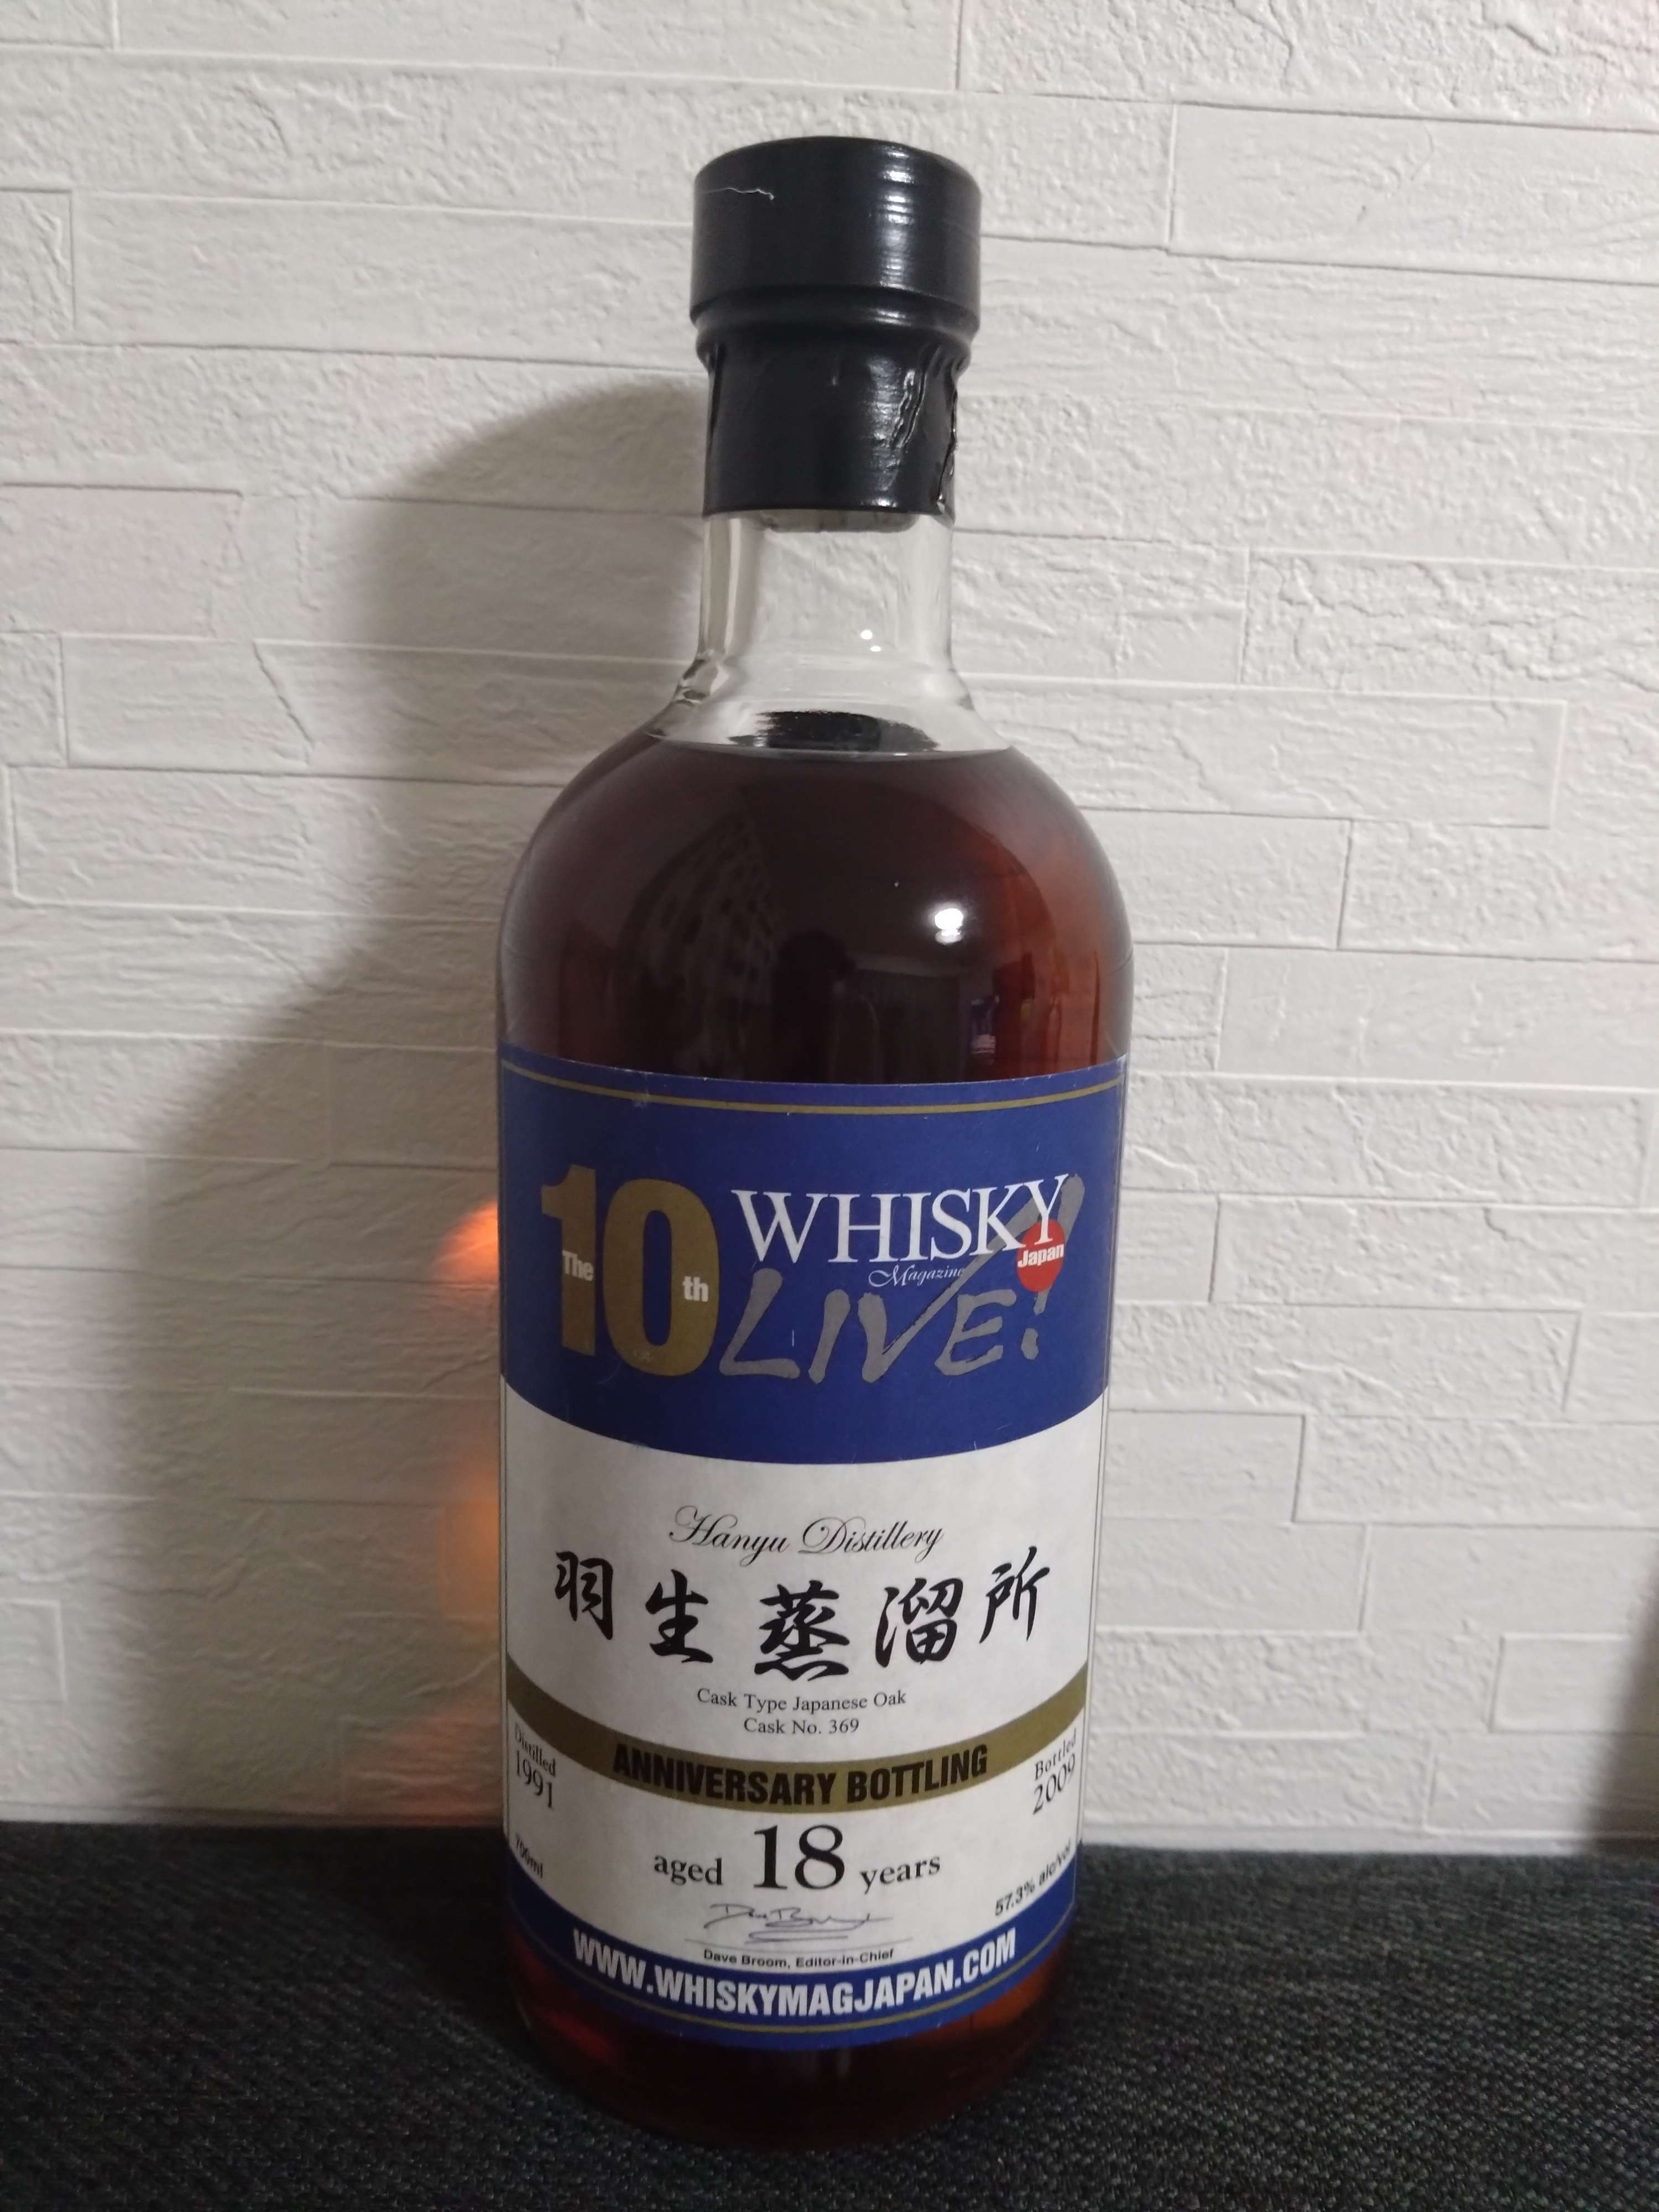 The 10th
WHISKY
Magazine
Japan
LIVE!
Hanyu Distillery
羽生蒸溜所
Cask Type Japanese Oak
Cask No. 369
Distilled
1991
ANNIVERSARY BOTTLING
Bottled
2009
aged 18 years
700ml
57.3% alc/vol
Dave Broom, Editor-in-Chief
WWW.WHISKYMAGJAPAN.COM